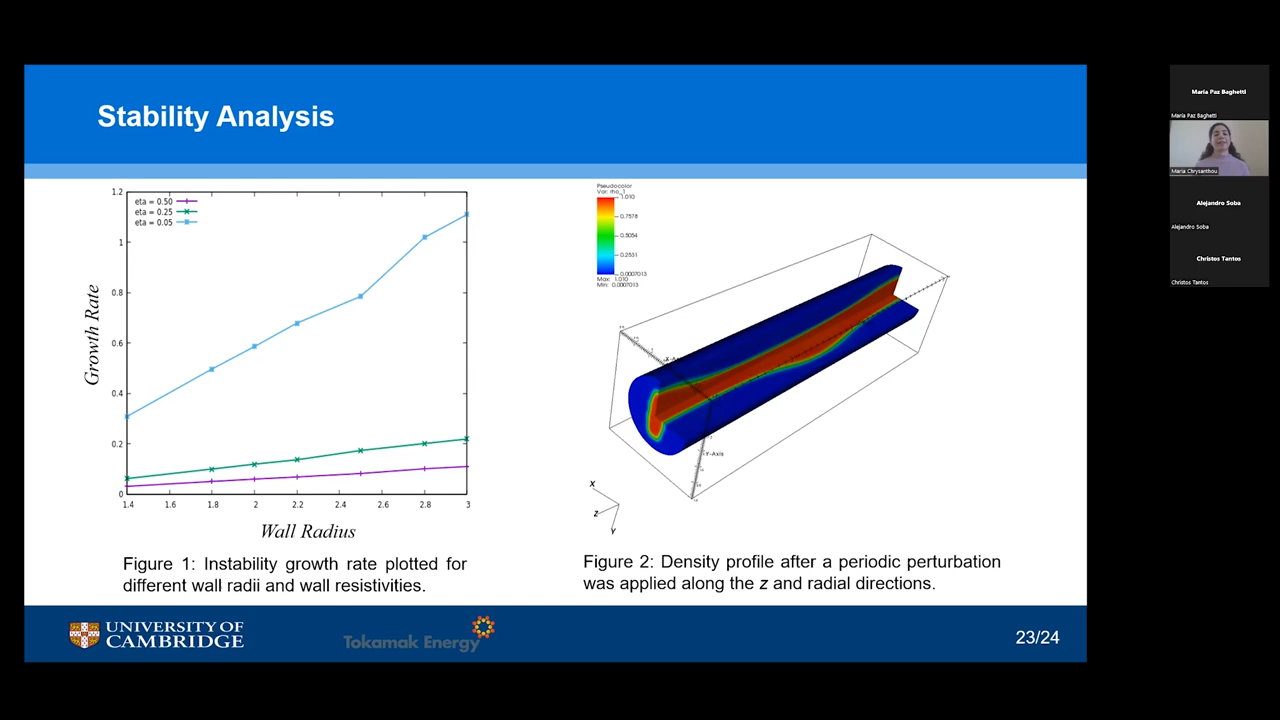 Stability Analysis
1.2
1
0.8
0.6
0.4
0.2
0
eta = 0.50
eta = 0.25
eta = 0.05
Growth Rate
1.4 1.6 1.8 2 2.2 2.4 2.6 2.8 3
Wall Radius
Figure 1: Instability growth rate plotted for
different wall radii and wall resistivities.
Pseudocolor
Var: rho_1
1.010
0.7578
0.5054
0.2531
0.0007013
Max: 1.010
Min: 0.0007013
Y-Axis
X
Z
Y
Figure 2: Density profile after a periodic perturbation
was applied along the z and radial directions.
UNIVERSITY OF
CAMBRIDGE
Tokamak Energy
23/24
María Paz Baghetti
María Paz Baghetti
Maria Chrysanthou
Alejandro Soba
Alejandro Soba
Christos Tantos
Christos Tantos